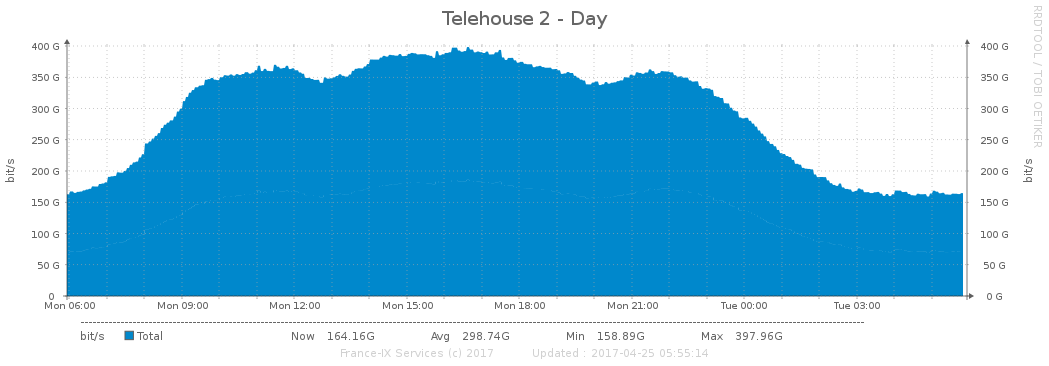 Telehouse 2 - Day
RRDTOOL / TOBI OETIKER
bit/s
bit/s
400 G 400 G
350 G 350 G
300 G 300 G
250 G 250 G
200 G 200 G
150 G 150 G
100 G 100 G
50 G 50 G
0 0 G
Mon 06:00 Mon 09:00 Mon 12:00 Mon 15:00 Mon 18:00 Mon 21:00 Tue 00:00 Tue 03:00
bit/s Total Now 164.16G Avg 298.74G Min 158.89G Max 397.96G
France-IX Services (c) 2017 Updated : 2017-04-25 05:55:14